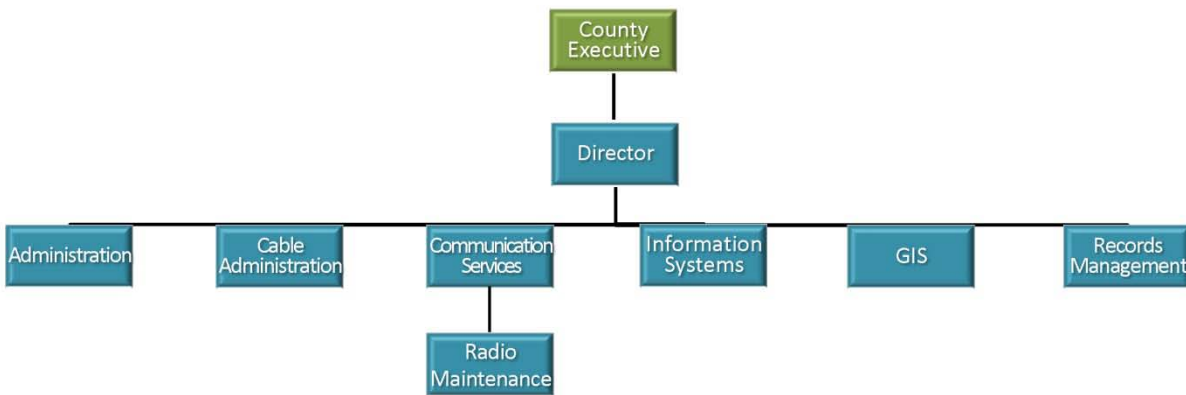 County
Executive
Director
Administration
Cable
Administration
Communication
Services
Information
Systems
GIS
Records
Management
Radio
Maintenance